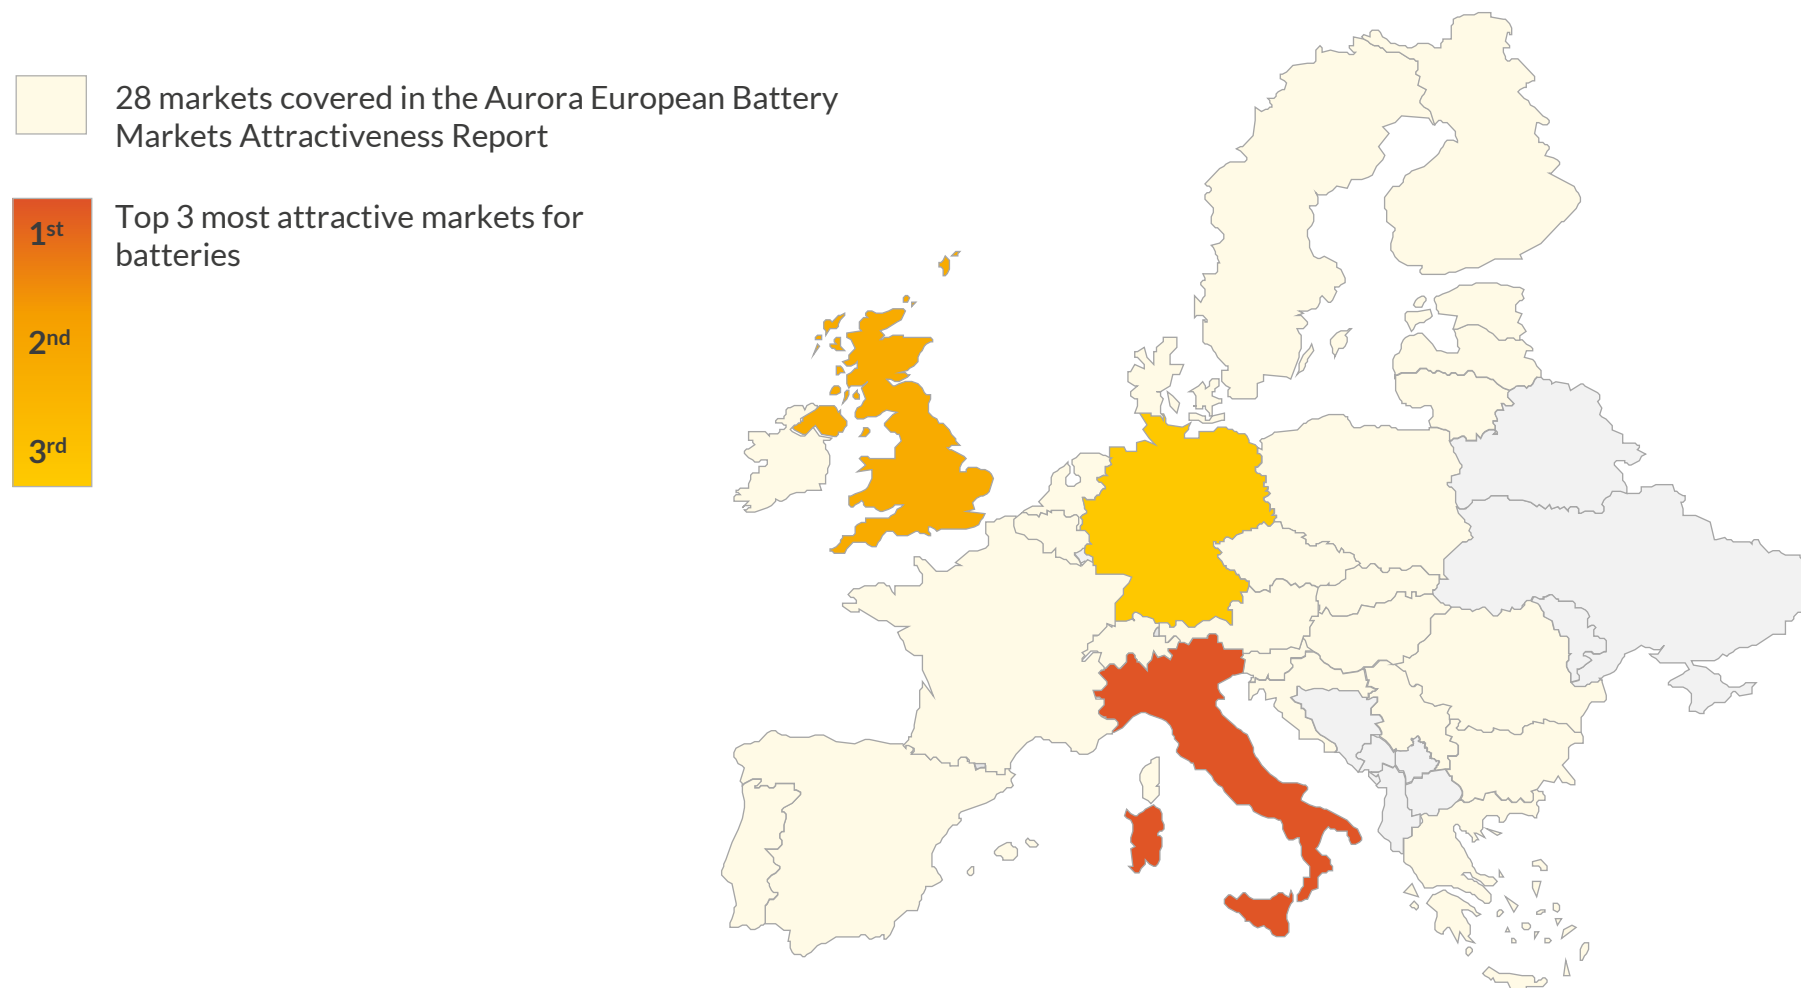 28 markets covered in the Aurora European Battery
Markets Attractiveness Report
1st
Top 3 most attractive markets for
batteries
2nd
3rd